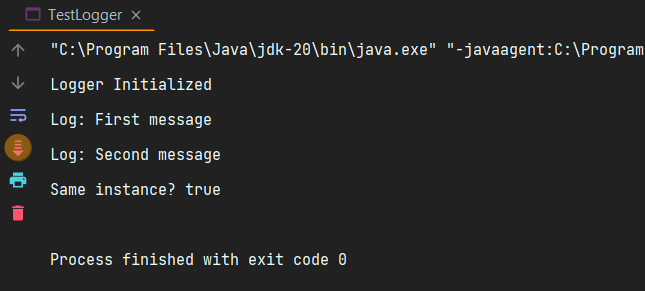 TestLogger
"C:\Program Files\Java\jdk-20\bin\java.exe" "-javaagent:C:\Program
Logger Initialized
Log: First message
Log: Second message
Same instance? true
Process finished with exit code 0